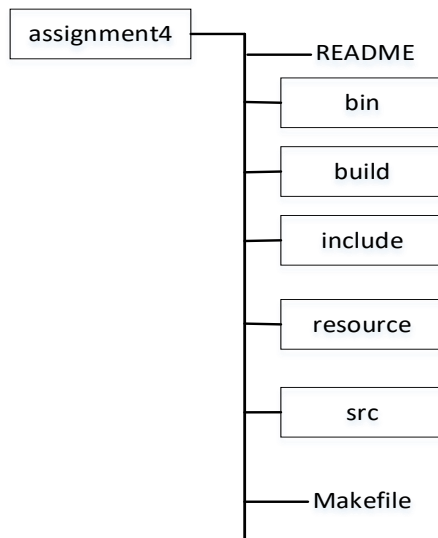 assignment4
README
bin
build
include
resource
src
Makefile